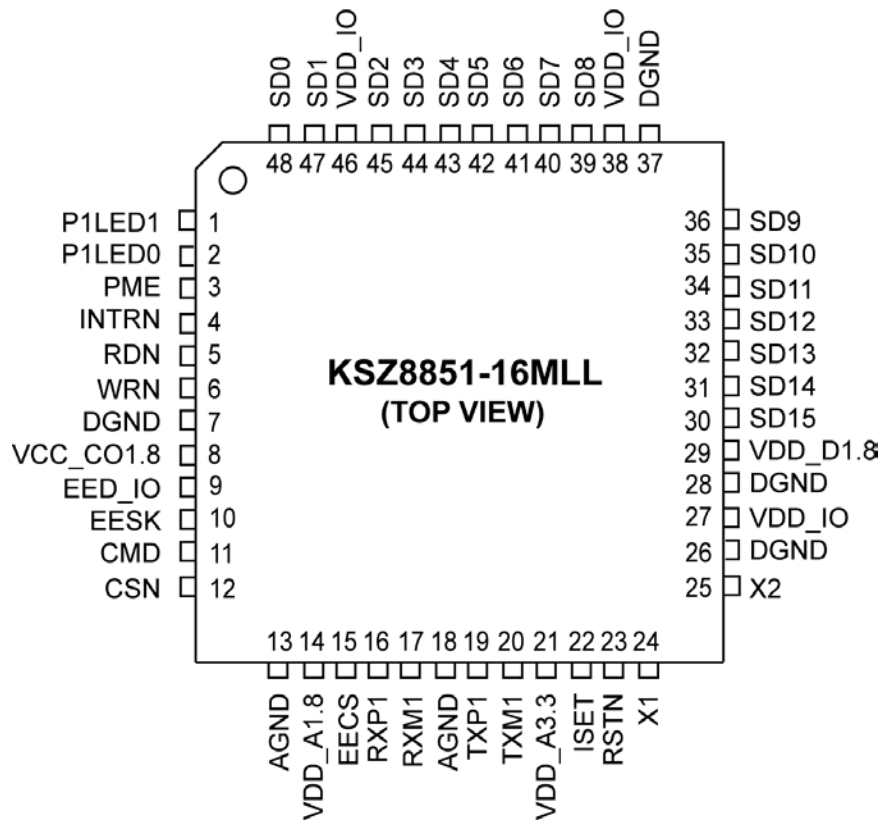 SD0
SD1
VDD_IO
SD2
SD3
SD4
SD5
SD6
SD7
SD8
VDD_IO
DGND
48 47 46 45 44 43 42 41 40 39 38 37
P1LED1 1
P1LED0 2
PME 3
INTRN 4
RDN 5
WRN 6
DGND 7
VCC_CO1.8 8
EED_IO 9
EESK 10
CMD 11
CSN 12
KSZ8851-16MLL
(TOP VIEW)
36 SD9
35 SD10
34 SD11
33 SD12
32 SD13
31 SD14
30 SD15
29 VDD_D1.8
28 DGND
27 VDD_IO
26 DGND
25 X2
13 14 15 16 17 18 19 20 21 22 23 24
AGND
VDD_A1.8
EECS
RXP1
RXM1
AGND
TXP1
TXM1
VDD_A3.3
ISET
RSTN
X1